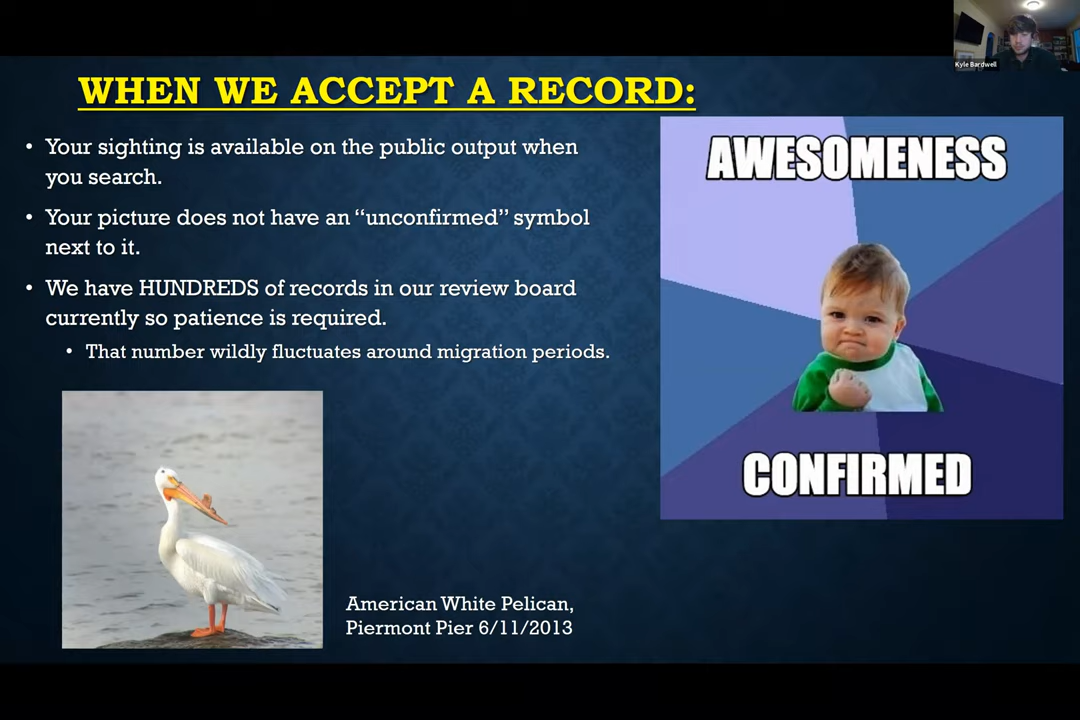 Kyle Bardwell
WHEN WE ACCEPT A RECORD:
• Your sighting is available on the public output when
you search.
• Your picture does not have an “unconfirmed” symbol
next to it.
• We have HUNDREDS of records in our review board
currently so patience is required.
• That number wildly fluctuates around migration periods.
AWESOMENESS
CONFIRMED
American White Pelican,
Piermont Pier 6/11/2013